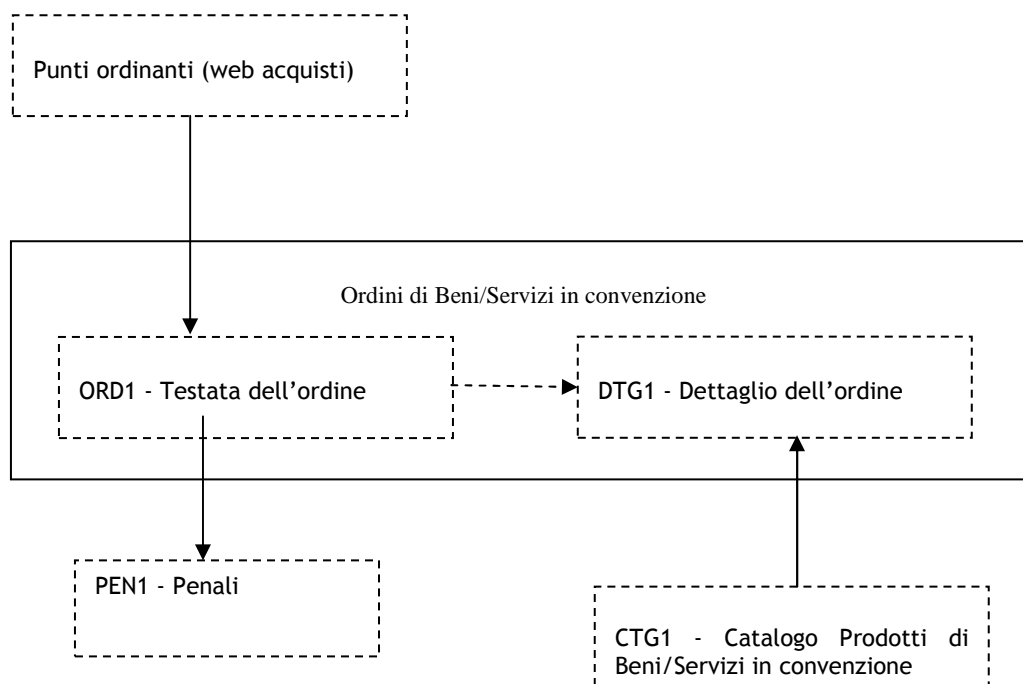 Punti ordinanti (web acquisti)
Ordini di Beni/Servizi in convenzione
ORD1 - Testata dell’ordine
DTG1 - Dettaglio dell’ordine
PEN1 - Penali
CTG1 - Catalogo Prodotti di
Beni/Servizi in convenzione